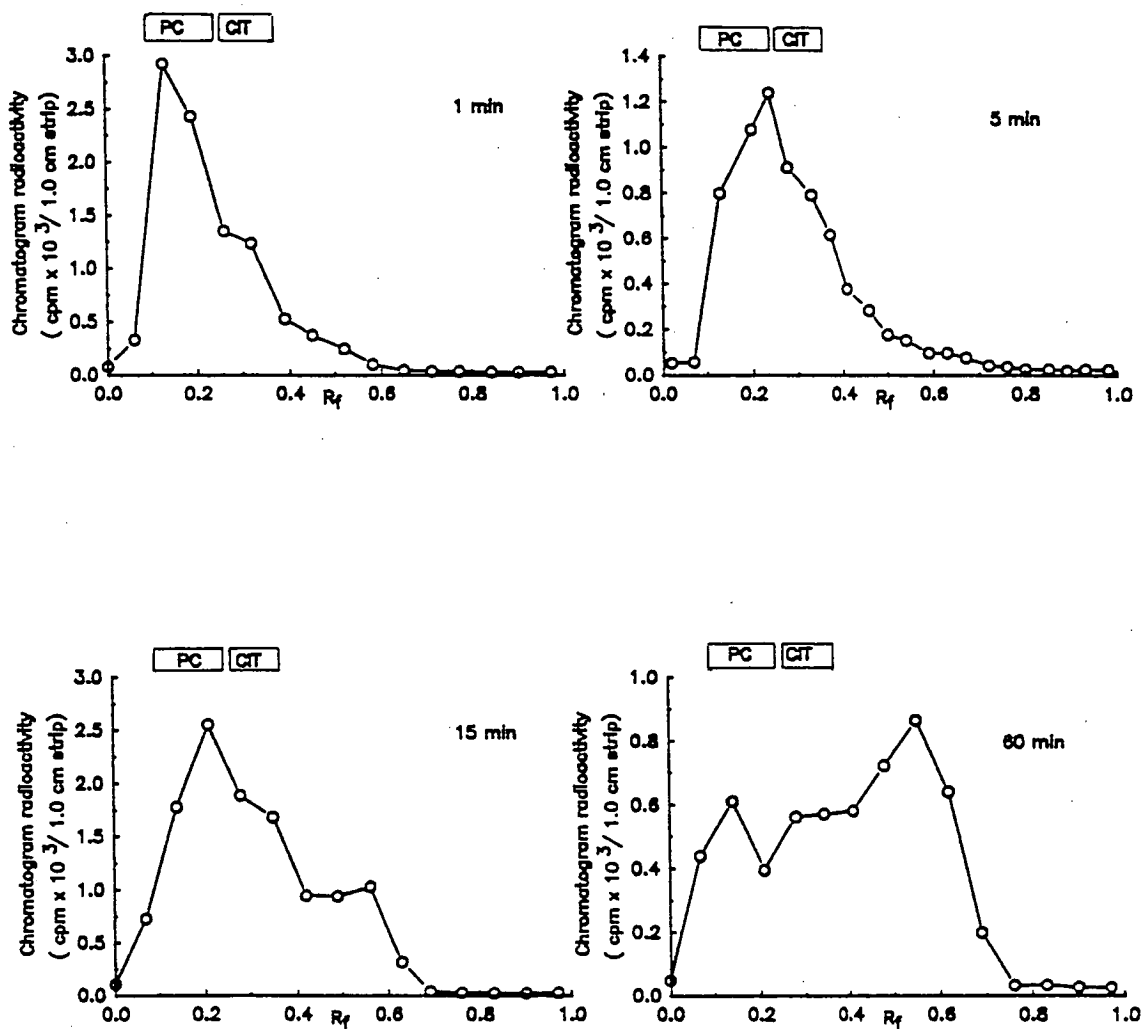 PC CIT
1 min
Chromatogram radioactivity
( cpm x 10 3/ 1.0 cm strip)
3.0
2.5
2.0
1.5
1.0
0.5
0.0
0.0 0.2 0.4 0.6 0.8 1.0
Rf
PC CIT
5 min
Chromatogram radioactivity
( cpm x 10 3/ 1.0 cm strip)
1.4
1.2
1.0
0.8
0.6
0.4
0.2
0.0
0.0 0.2 0.4 0.6 0.8 1.0
Rf
PC CIT
15 min
Chromatogram radioactivity
( cpm x 10 3/ 1.0 cm strip)
3.0
2.5
2.0
1.5
1.0
0.5
0.0
0.0 0.2 0.4 0.6 0.8 1.0
Rf
PC CIT
60 min
Chromatogram radioactivity
( cpm x 10 3/ 1.0 cm strip)
1.0
0.8
0.6
0.4
0.2
0.0
0.0 0.2 0.4 0.6 0.8 1.0
Rf